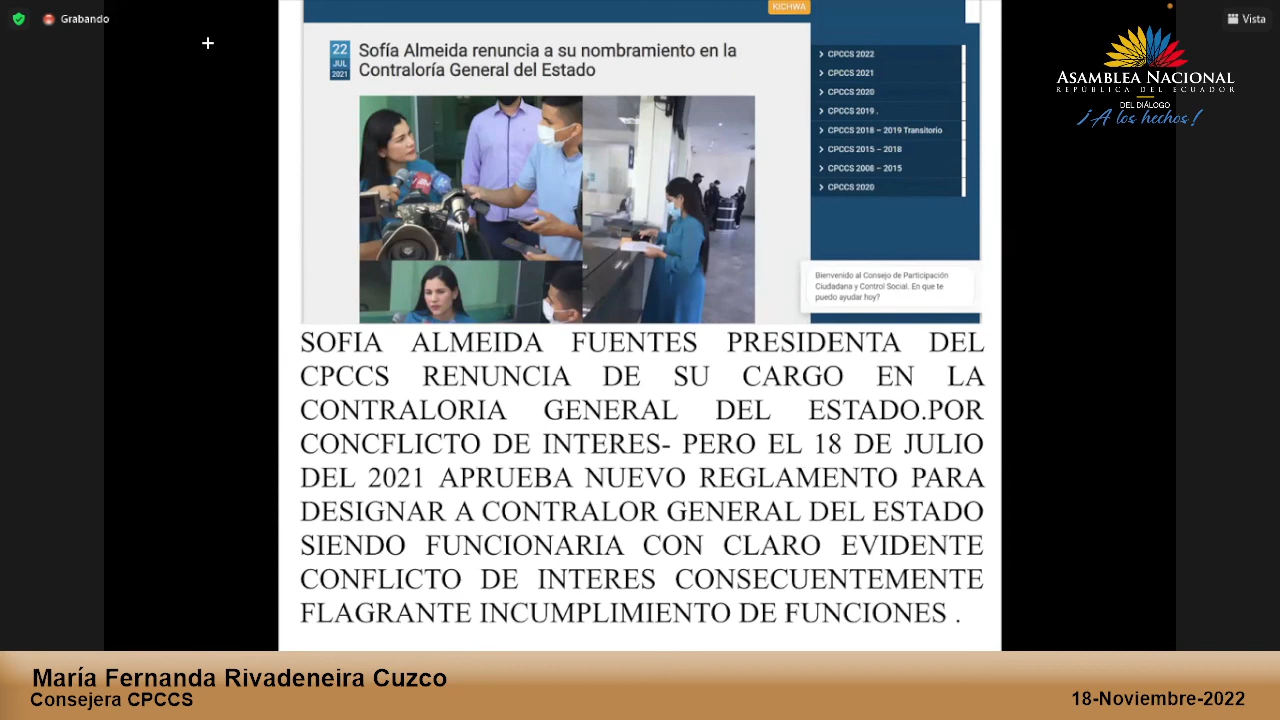 Grabando
Vista
KICHWA
22
JUL
2021
Sofía Almeida renuncia a su nombramiento en la
Contraloría General del Estado
CPCCS 2022
CPCCS 2021
CPCCS 2020
CPCCS 2019 .
CPCCS 2018 – 2019 Transitorio
CPCCS 2015 – 2018
CPCCS 2008 – 2015
CPCCS 2020
Bienvenido al Consejo de Participación
Ciudadana y Control Social. En que te
puedo ayudar hoy?
ASAMBLEA NACIONAL
REPÚBLICA DEL ECUADOR
DEL DIÁLOGO
¡A los hechos!
SOFIA ALMEIDA FUENTES PRESIDENTA DEL
CPCCS RENUNCIA DE SU CARGO EN LA
CONTRALORIA GENERAL DEL ESTADO.POR
CONCFLICTO DE INTERES- PERO EL 18 DE JULIO
DEL 2021 APRUEBA NUEVO REGLAMENTO PARA
DESIGNAR A CONTRALOR GENERAL DEL ESTADO
SIENDO FUNCIONARIA CON CLARO EVIDENTE
CONFLICTO DE INTERES CONSECUENTEMENTE
FLAGRANTE INCUMPLIMIENTO DE FUNCIONES .
María Fernanda Rivadeneira Cuzco
Consejera CPCCS
18-Noviembre-2022